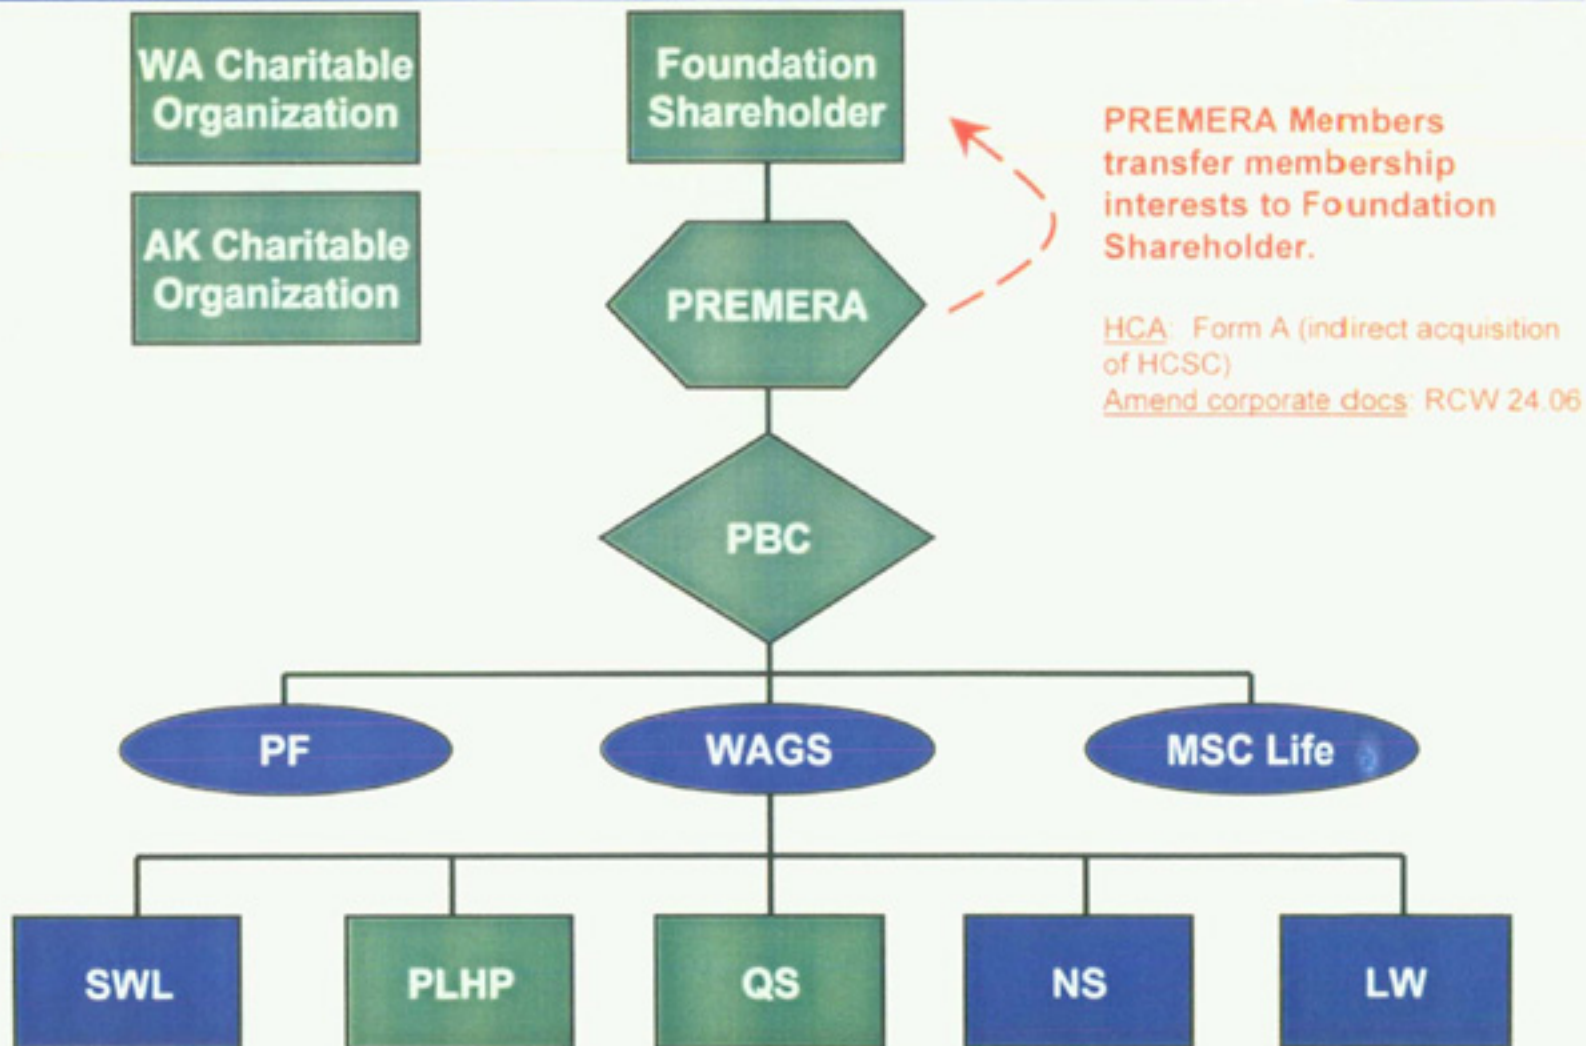 WA Charitable
Organization
Foundation
Shareholder
PREMERA Members
transfer membership
interests to Foundation
Shareholder.
AK Charitable
Organization
PREMERA
HCA: Form A (indirect acquisition
of HCSC)
Amend corporate docs: RCW 24.06
PBC
PF
WAGS
MSC Life
SWL
PLHP
QS
NS
LW